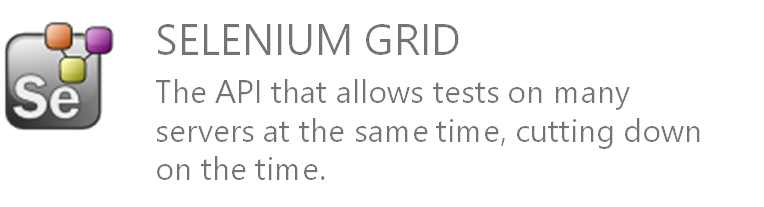 Se
SELENIUM GRID
The API that allows tests on many
servers at the same time, cutting down
on the time.